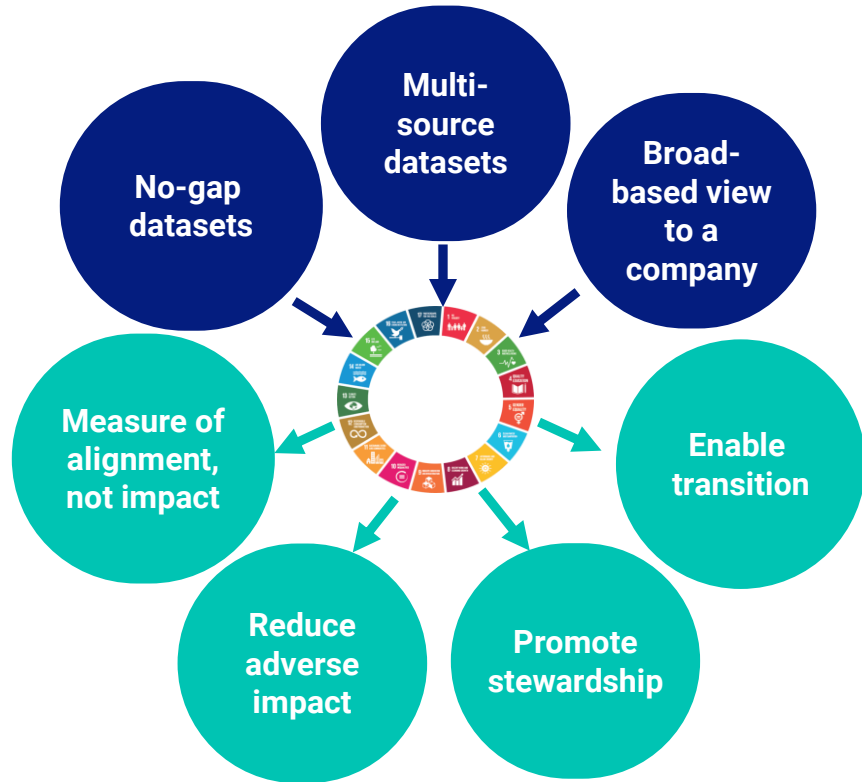 Multi-
source
datasets
No-gap
datasets
Broad-
based view
to a
company
Measure of
alignment,
not impact
Enable
transition
Reduce
adverse
impact
Promote
stewardship